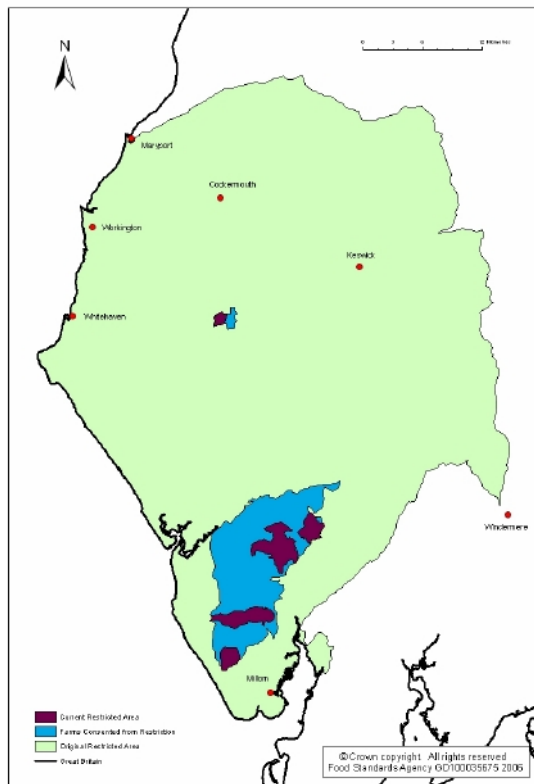 N
Maryport
Cockermouth
Workington
Keswick
Whitehaven
Windermere
Millom
Current Restricted Area
Farms Consented from Restriction
Original Restricted Area
Great Britain
©Crown copyright All rights reserved
Food Standards Agency GD100035675 2006